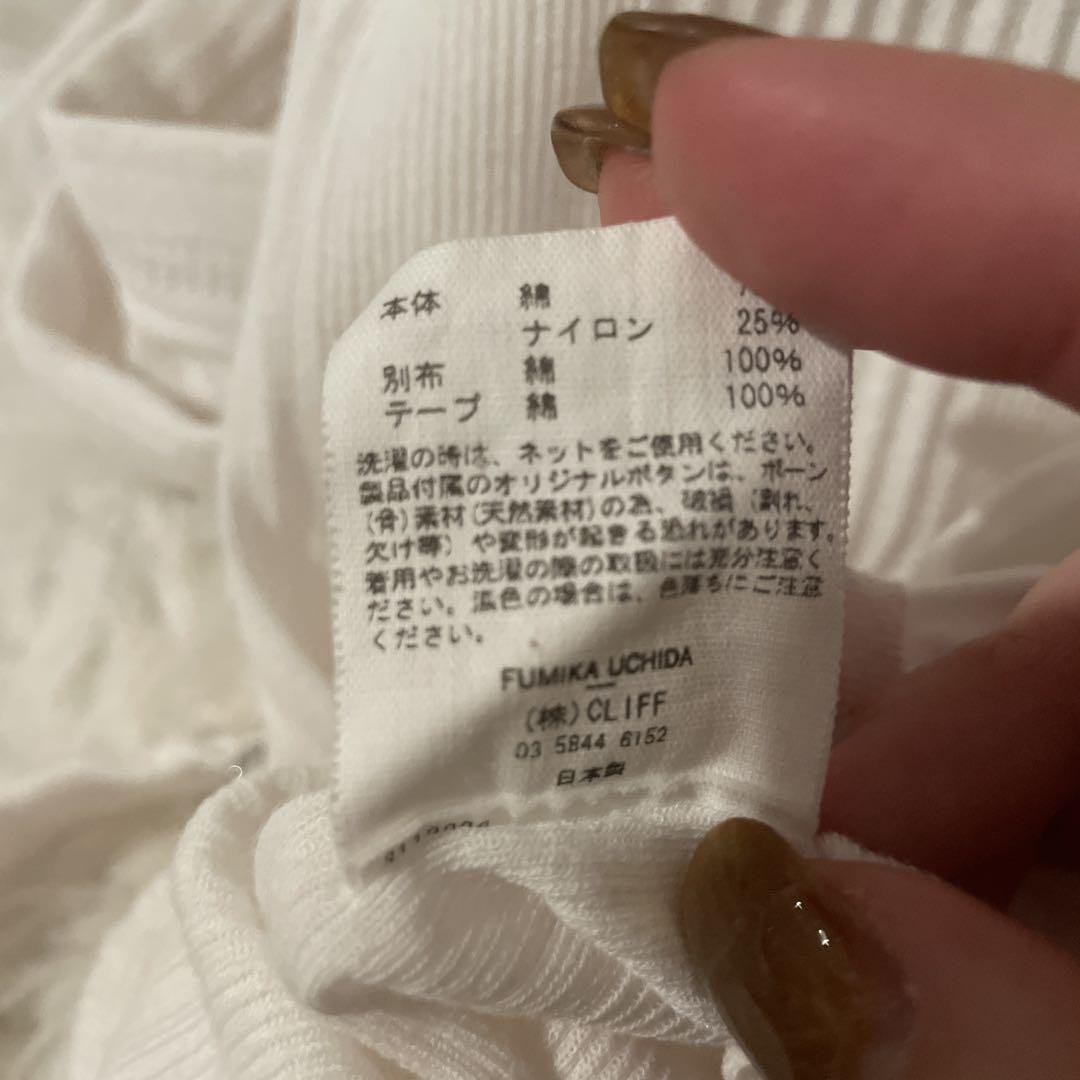 本体 綿
ナイロン 25%
別布 綿 100%
テープ 綿 100%
洗濯の時は、ネットをご使用ください。
製品付属のオリジナルボタンは、ボーン
(骨)素材(天然素材)の為、破損(割れ、
欠け等)や変形が起きる恐れがあります。
着用やお洗濯の際の取扱には充分注意く
ださい。濃色の場合は、色落ちにご注意
ください。
FUMIKA_UCHIDA
(株)CLIFF
03 5844 6152
日本製